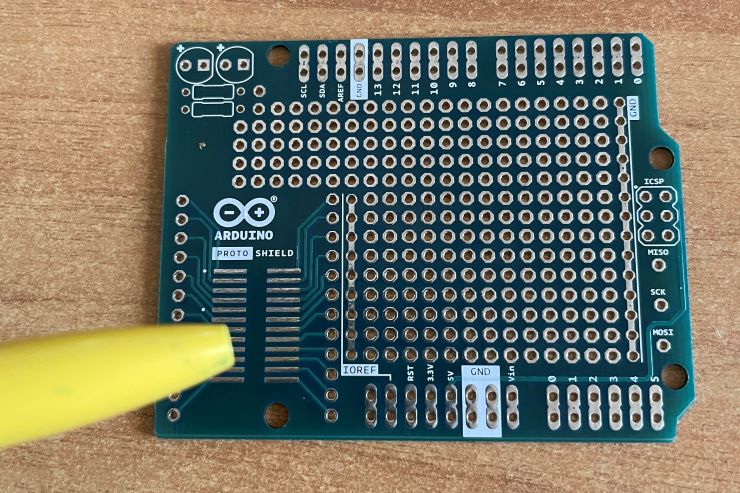 + +
SCL SDA AREF GND 13 12 11 10 9 8 7 6 5 4 3 2 1 0
GND
ICSP
®
ARDUINO
PROTO SHIELD
MISO
SCK
MOSI
IOREF RST 3.3V 5V GND Vin 0 1 2 3 4 5